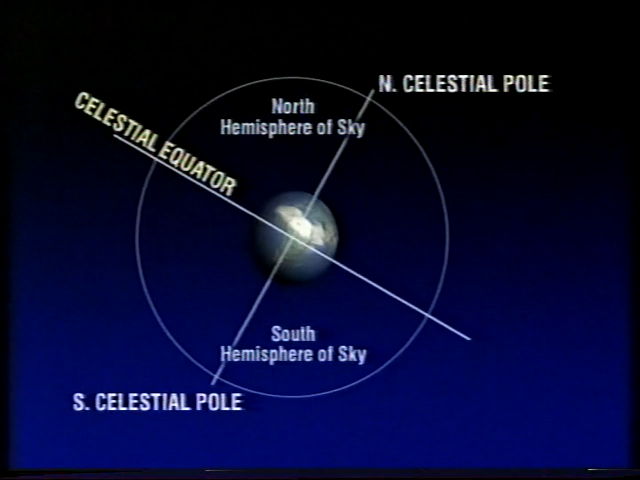 N. CELESTIAL POLE
CELESTIAL EQUATOR
North
Hemisphere of Sky
South
Hemisphere of Sky
S. CELESTIAL POLE